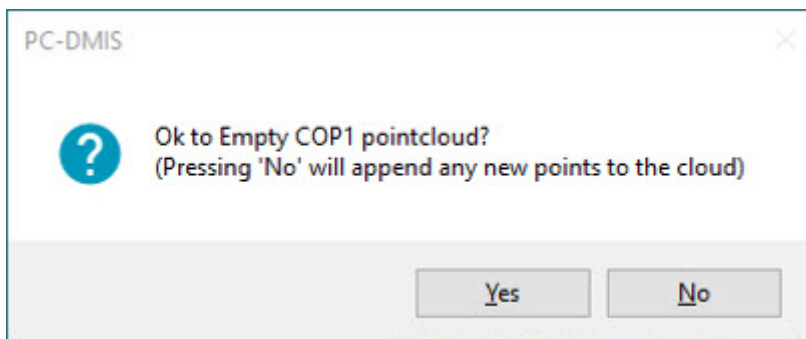 PC-DMIS
Ok to Empty COP1 pointcloud?
(Pressing 'No' will append any new points to the cloud)
Yes
No